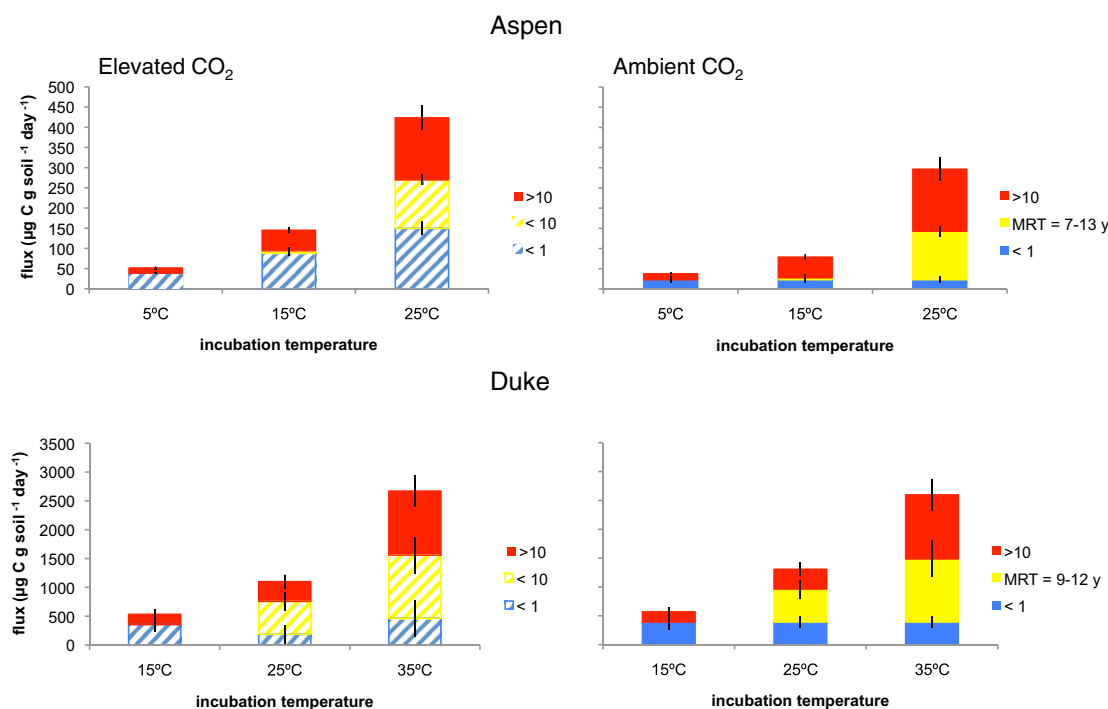 Aspen
Elevated CO₂
Ambient CO₂
flux (µg C g soil ⁻¹ day ⁻¹)
500
450
400
350
300
250
200
150
100
50
0
5ºC
15ºC
25ºC
incubation temperature
>10
< 10
< 1
5ºC
15ºC
25ºC
incubation temperature
>10
MRT = 7-13 y
< 1
Duke
flux (µg C g soil ⁻¹ day ⁻¹)
3500
3000
2500
2000
1500
1000
500
0
15ºC
25ºC
35ºC
incubation temperature
>10
< 10
< 1
15ºC
25ºC
35ºC
incubation temperature
>10
MRT = 9-12 y
< 1